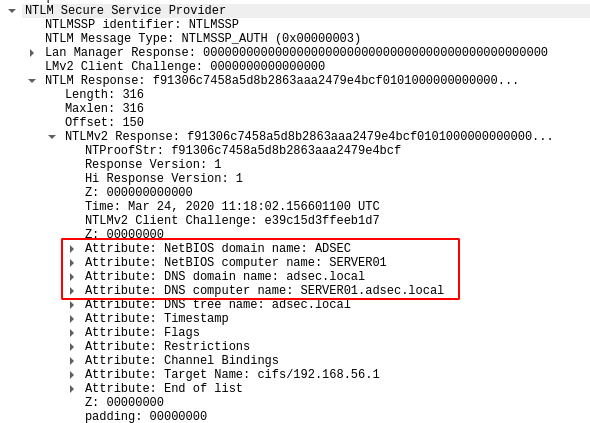 NTLM Secure Service Provider
NTLMSSP identifier: NTLMSSP
NTLM Message Type: NTLMSSP_AUTH (0x00000003)
Lan Manager Response: 000000000000000000000000000000000000000000000000
LMv2 Client Challenge: 0000000000000000
NTLM Response: f91306c7458a5d8b2863aaa2479e4bcf0101000000000000...
Length: 316
Maxlen: 316
Offset: 150
NTLMv2 Response: f91306c7458a5d8b2863aaa2479e4bcf0101000000000000...
NTProofStr: f91306c7458a5d8b2863aaa2479e4bcf
Response Version: 1
Hi Response Version: 1
Z: 000000000000
Time: Mar 24, 2020 11:18:02.156601100 UTC
NTLMv2 Client Challenge: e39c15d3ffeeb1d7
Z: 00000000
Attribute: NetBIOS domain name: ADSEC
Attribute: NetBIOS computer name: SERVER01
Attribute: DNS domain name: adsec.local
Attribute: DNS computer name: SERVER01.adsec.local
Attribute: DNS tree name: adsec.local
Attribute: Timestamp
Attribute: Flags
Attribute: Restrictions
Attribute: Channel Bindings
Attribute: Target Name: cifs/192.168.56.1
Attribute: End of list
Z: 00000000
padding: 00000000